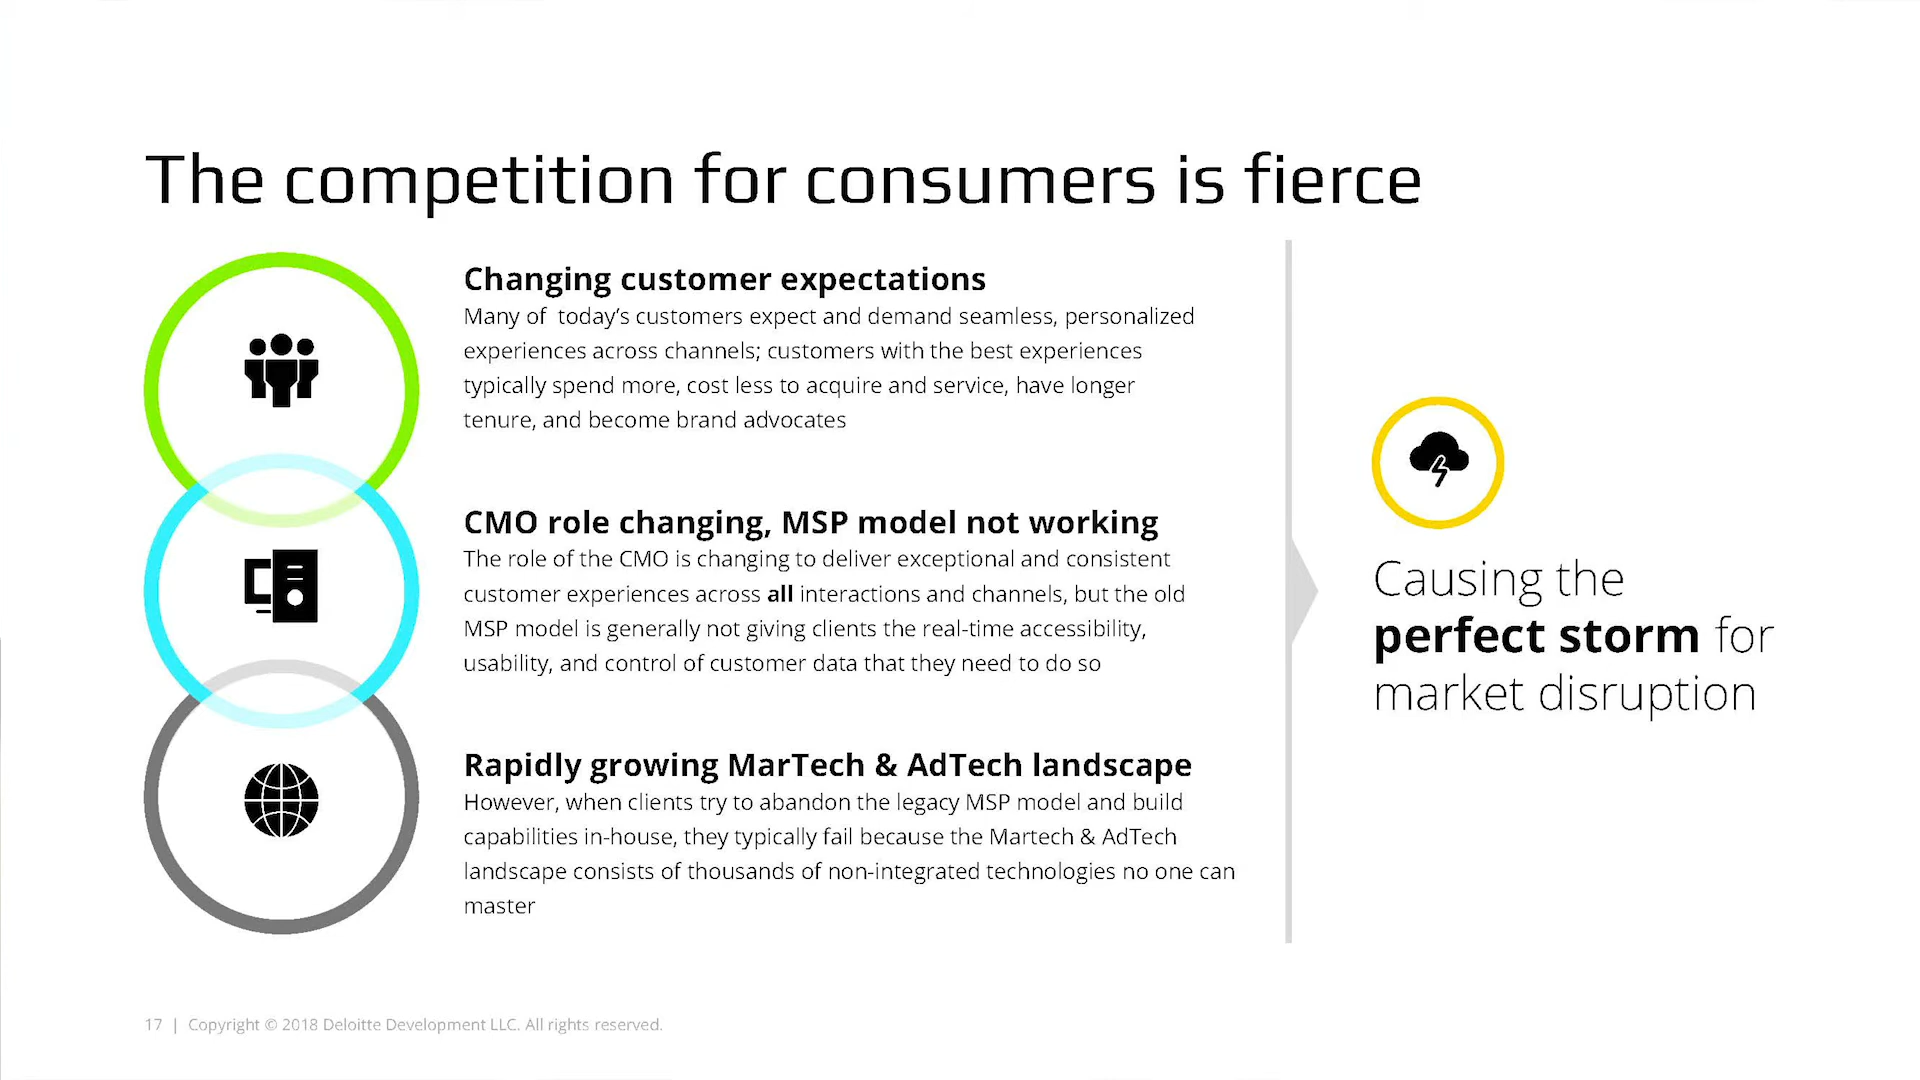 The competition for consumers is fierce
Changing customer expectations
Many of  today's customers expect and demand seamless, personalized
experiences across channels; customers with the best experiences
typically spend more, cost less to acquire and service, have longer
tenure, and become brand advocates
CMO role changing, MSP model not working
The role of the CMO is changing to deliver exceptional and consistent
customer experiences across all interactions and channels, but the old
MSP model is generally not giving clients the real-time accessibility,
usability, and control of customer data that they need to do so
Rapidly growing MarTech & AdTech landscape
However, when clients try to abandon the legacy MSP model and build
capabilities in-house, they typically fail because the Martech & AdTech
landscape consists of thousands of non-integrated technologies no one can
master
Causing the
perfect storm for
market disruption
17 | Copyright © 2018 Deloitte Development LLC. All rights reserved.